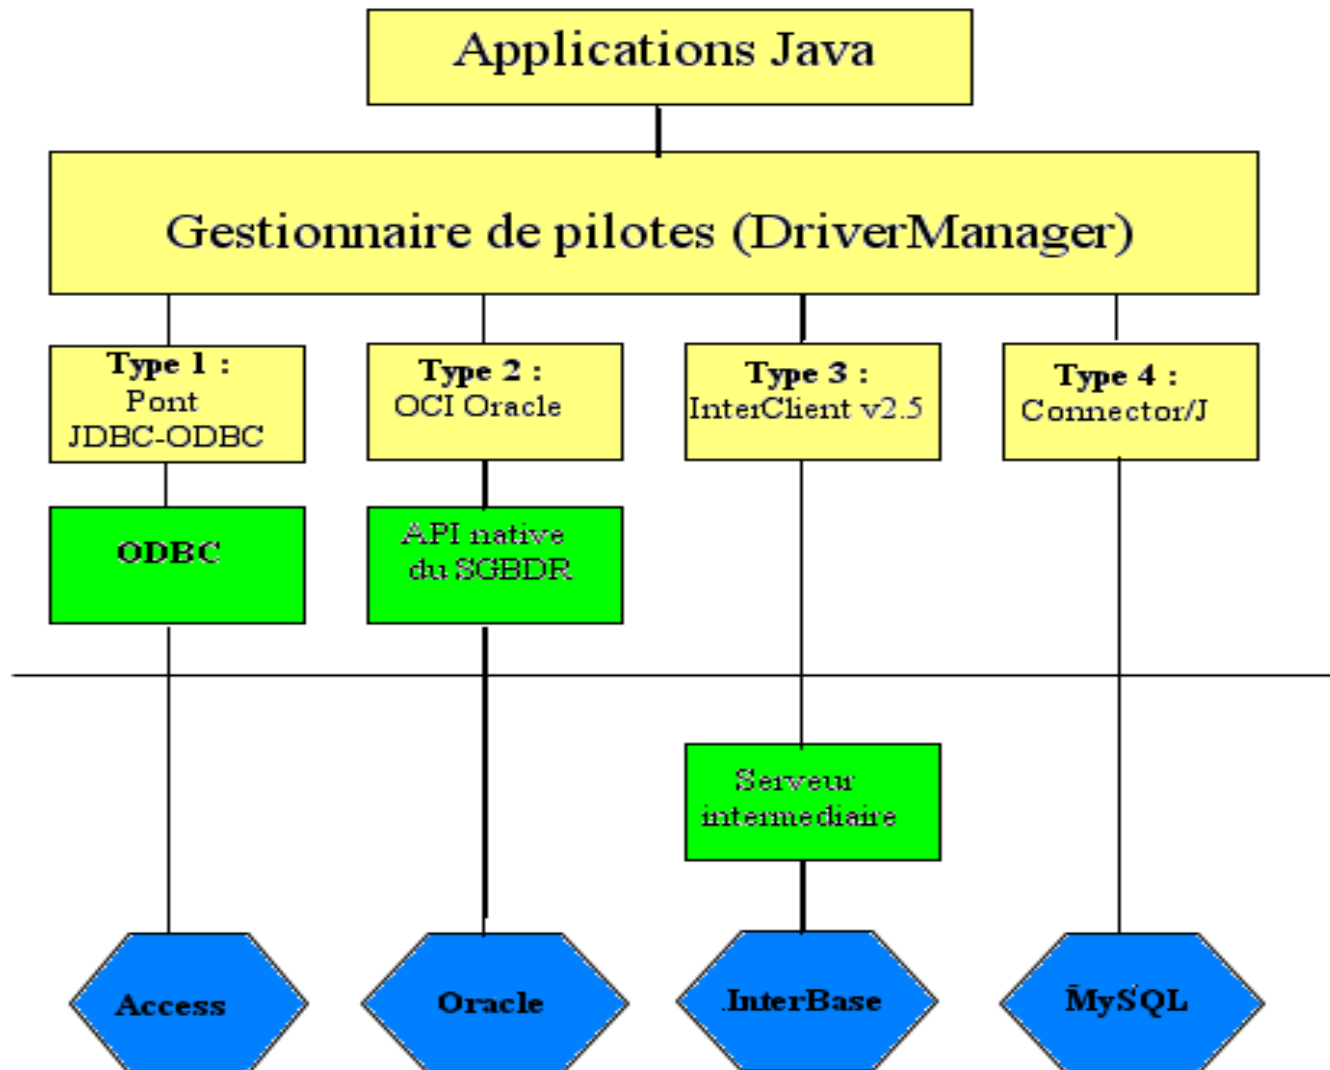 Applications Java
Gestionnaire de pilotes (DriverManager)
Type 1 :
Pont
JDBC-ODBC
Type 2 :
OCI Oracle
Type 3 :
InterClient v2.5
Type 4 :
Connector/J
ODBC
API native
du SGBDR
Serveur
intermediaire
Access
Oracle
.InterBase
MySQL